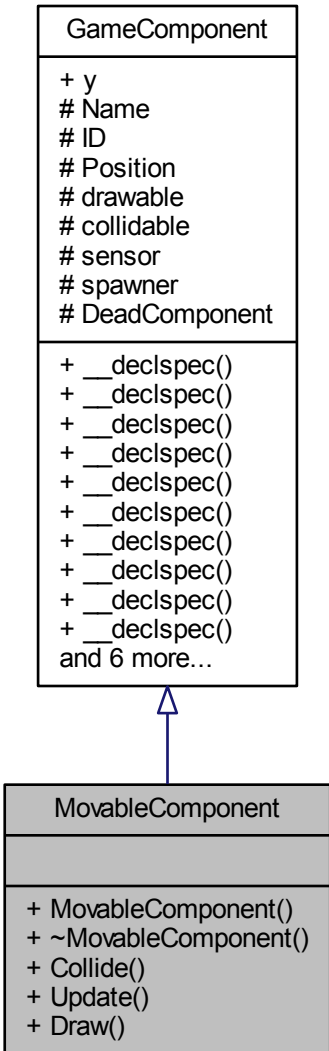 GameComponent
+ y
# Name
# ID
# Position
# drawable
# collidable
# sensor
# spawner
# DeadComponent
+ __declspec()
+ __declspec()
+ __declspec()
+ __declspec()
+ __declspec()
+ __declspec()
+ __declspec()
+ __declspec()
+ __declspec()
+ __declspec()
and 6 more...
MovableComponent
+ MovableComponent()
+ ~MovableComponent()
+ Collide()
+ Update()
+ Draw()